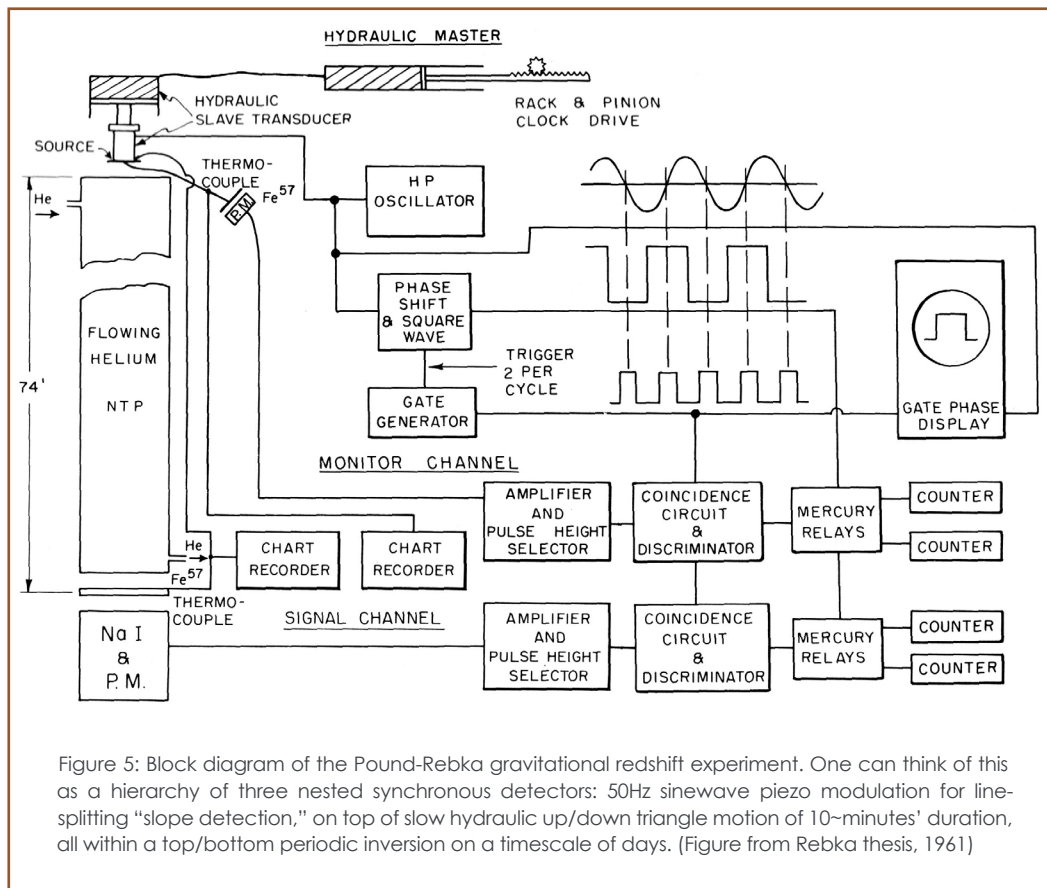 HYDRAULIC MASTER
HYDRAULIC
SLAVE TRANSDUCER
RACK & PINION
CLOCK DRIVE
SOURCE
THERMO-
COUPLE
P.M.
Fe57
He
HP
OSCILLATOR
PHASE
SHIFT
& SQUARE
WAVE
FLOWING
HELIUM
NTP
74'
TRIGGER
2 PER
CYCLE
GATE
GENERATOR
GATE PHASE
DISPLAY
MONITOR CHANNEL
AMPLIFIER
AND
PULSE HEIGHT
SELECTOR
COINCIDENCE
CIRCUIT
&
DISCRIMINATOR
MERCURY
RELAYS
COUNTER
COUNTER
He
Fe57
CHART
RECORDER
CHART
RECORDER
THERMO-
COUPLE
SIGNAL CHANNEL
Na I
&
P.M.
AMPLIFIER
AND
PULSE HEIGHT
SELECTOR
COINCIDENCE
CIRCUIT
&
DISCRIMINATOR
MERCURY
RELAYS
COUNTER
COUNTER
Figure 5: Block diagram of the Pound-Rebka gravitational redshift experiment. One can think of this
as a hierarchy of three nested synchronous detectors: 50Hz sinewave piezo modulation for line-
splitting “slope detection,” on top of slow hydraulic up/down triangle motion of 10~minutes’ duration,
all within a top/bottom periodic inversion on a timescale of days. (Figure from Rebka thesis, 1961)